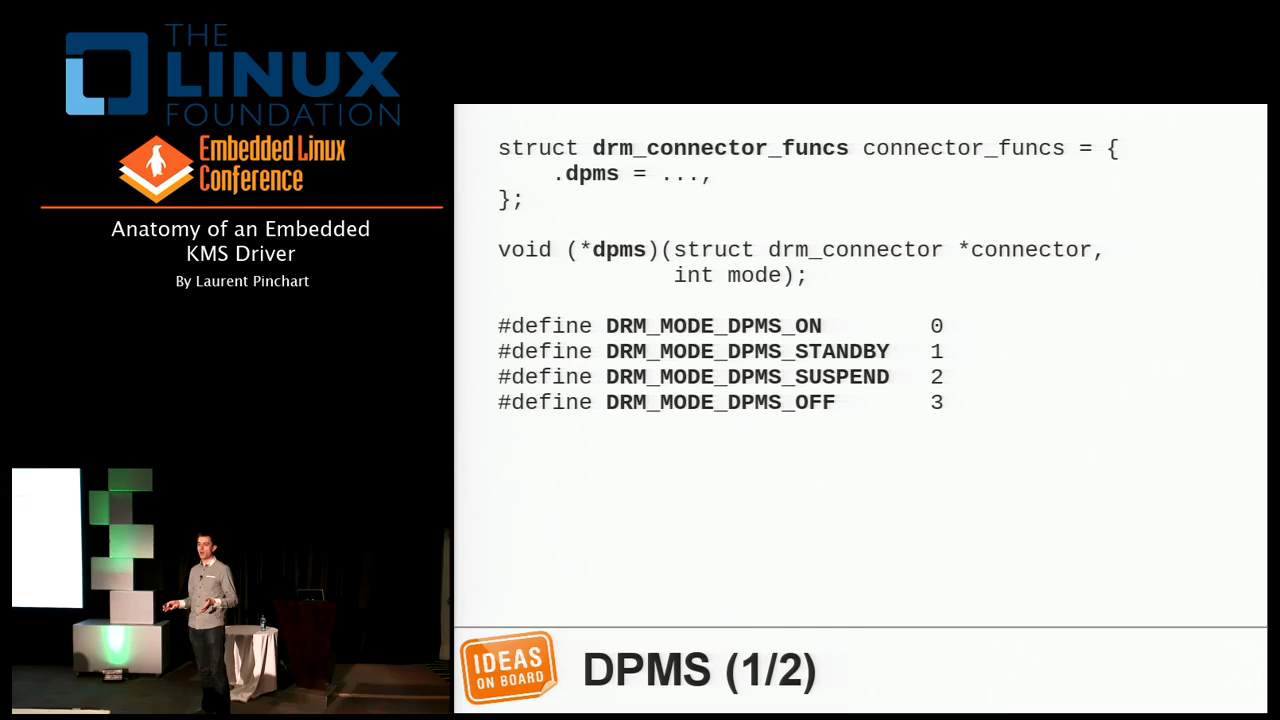 THE
LINUX
FOUNDATION
Embedded Linux
Conference
Anatomy of an Embedded
KMS Driver
By Laurent Pinchart
struct drm_connector_funcs connector_funcs = {
    .dpms = ...,
};
void (*dpms)(struct drm_connector *connector,
             int mode);
#define DRM_MODE_DPMS_ON        0
#define DRM_MODE_DPMS_STANDBY   1
#define DRM_MODE_DPMS_SUSPEND   2
#define DRM_MODE_DPMS_OFF       3
IDEAS
ON BOARD
DPMS (1/2)